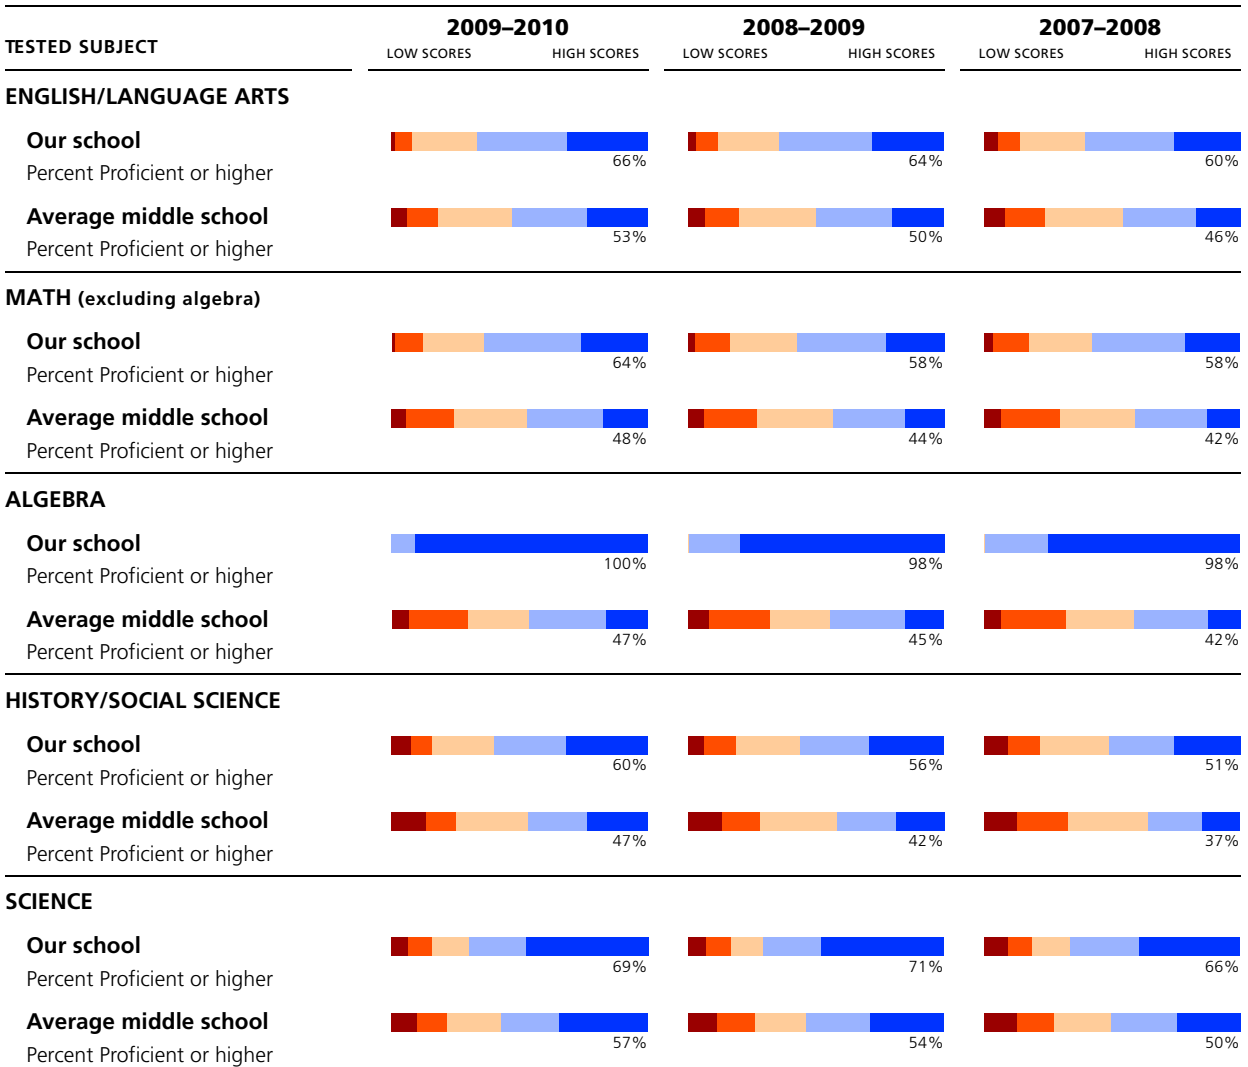 2009–2010 2008–2009 2007–2008
TESTED SUBJECT LOW SCORES HIGH SCORES LOW SCORES HIGH SCORES LOW SCORES HIGH SCORES
ENGLISH/LANGUAGE ARTS
Our school
66% 64% 60%
Percent Proficient or higher
Average middle school
53% 50% 46%
Percent Proficient or higher
MATH (excluding algebra)
Our school
64% 58% 58%
Percent Proficient or higher
Average middle school
48% 44% 42%
Percent Proficient or higher
ALGEBRA
Our school
100% 98% 98%
Percent Proficient or higher
Average middle school
47% 45% 42%
Percent Proficient or higher
HISTORY/SOCIAL SCIENCE
Our school
60% 56% 51%
Percent Proficient or higher
Average middle school
47% 42% 37%
Percent Proficient or higher
SCIENCE
Our school
69% 71% 66%
Percent Proficient or higher
Average middle school
57% 54% 50%
Percent Proficient or higher